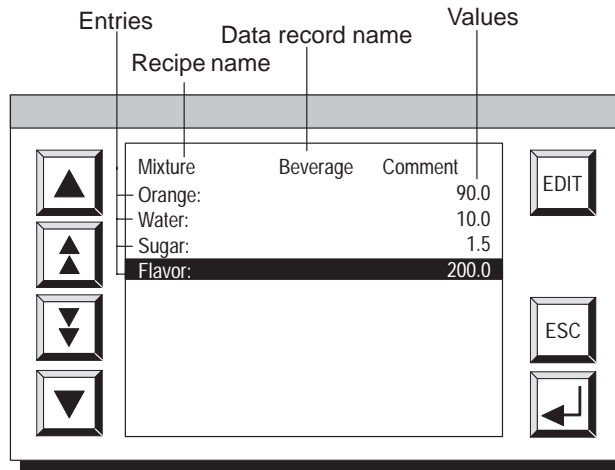 Entries
Data record name
Values
Recipe name
Mixture Beverage Comment
Orange: 90.0
Water: 10.0
Sugar: 1.5
Flavor: 200.0
EDIT
ESC